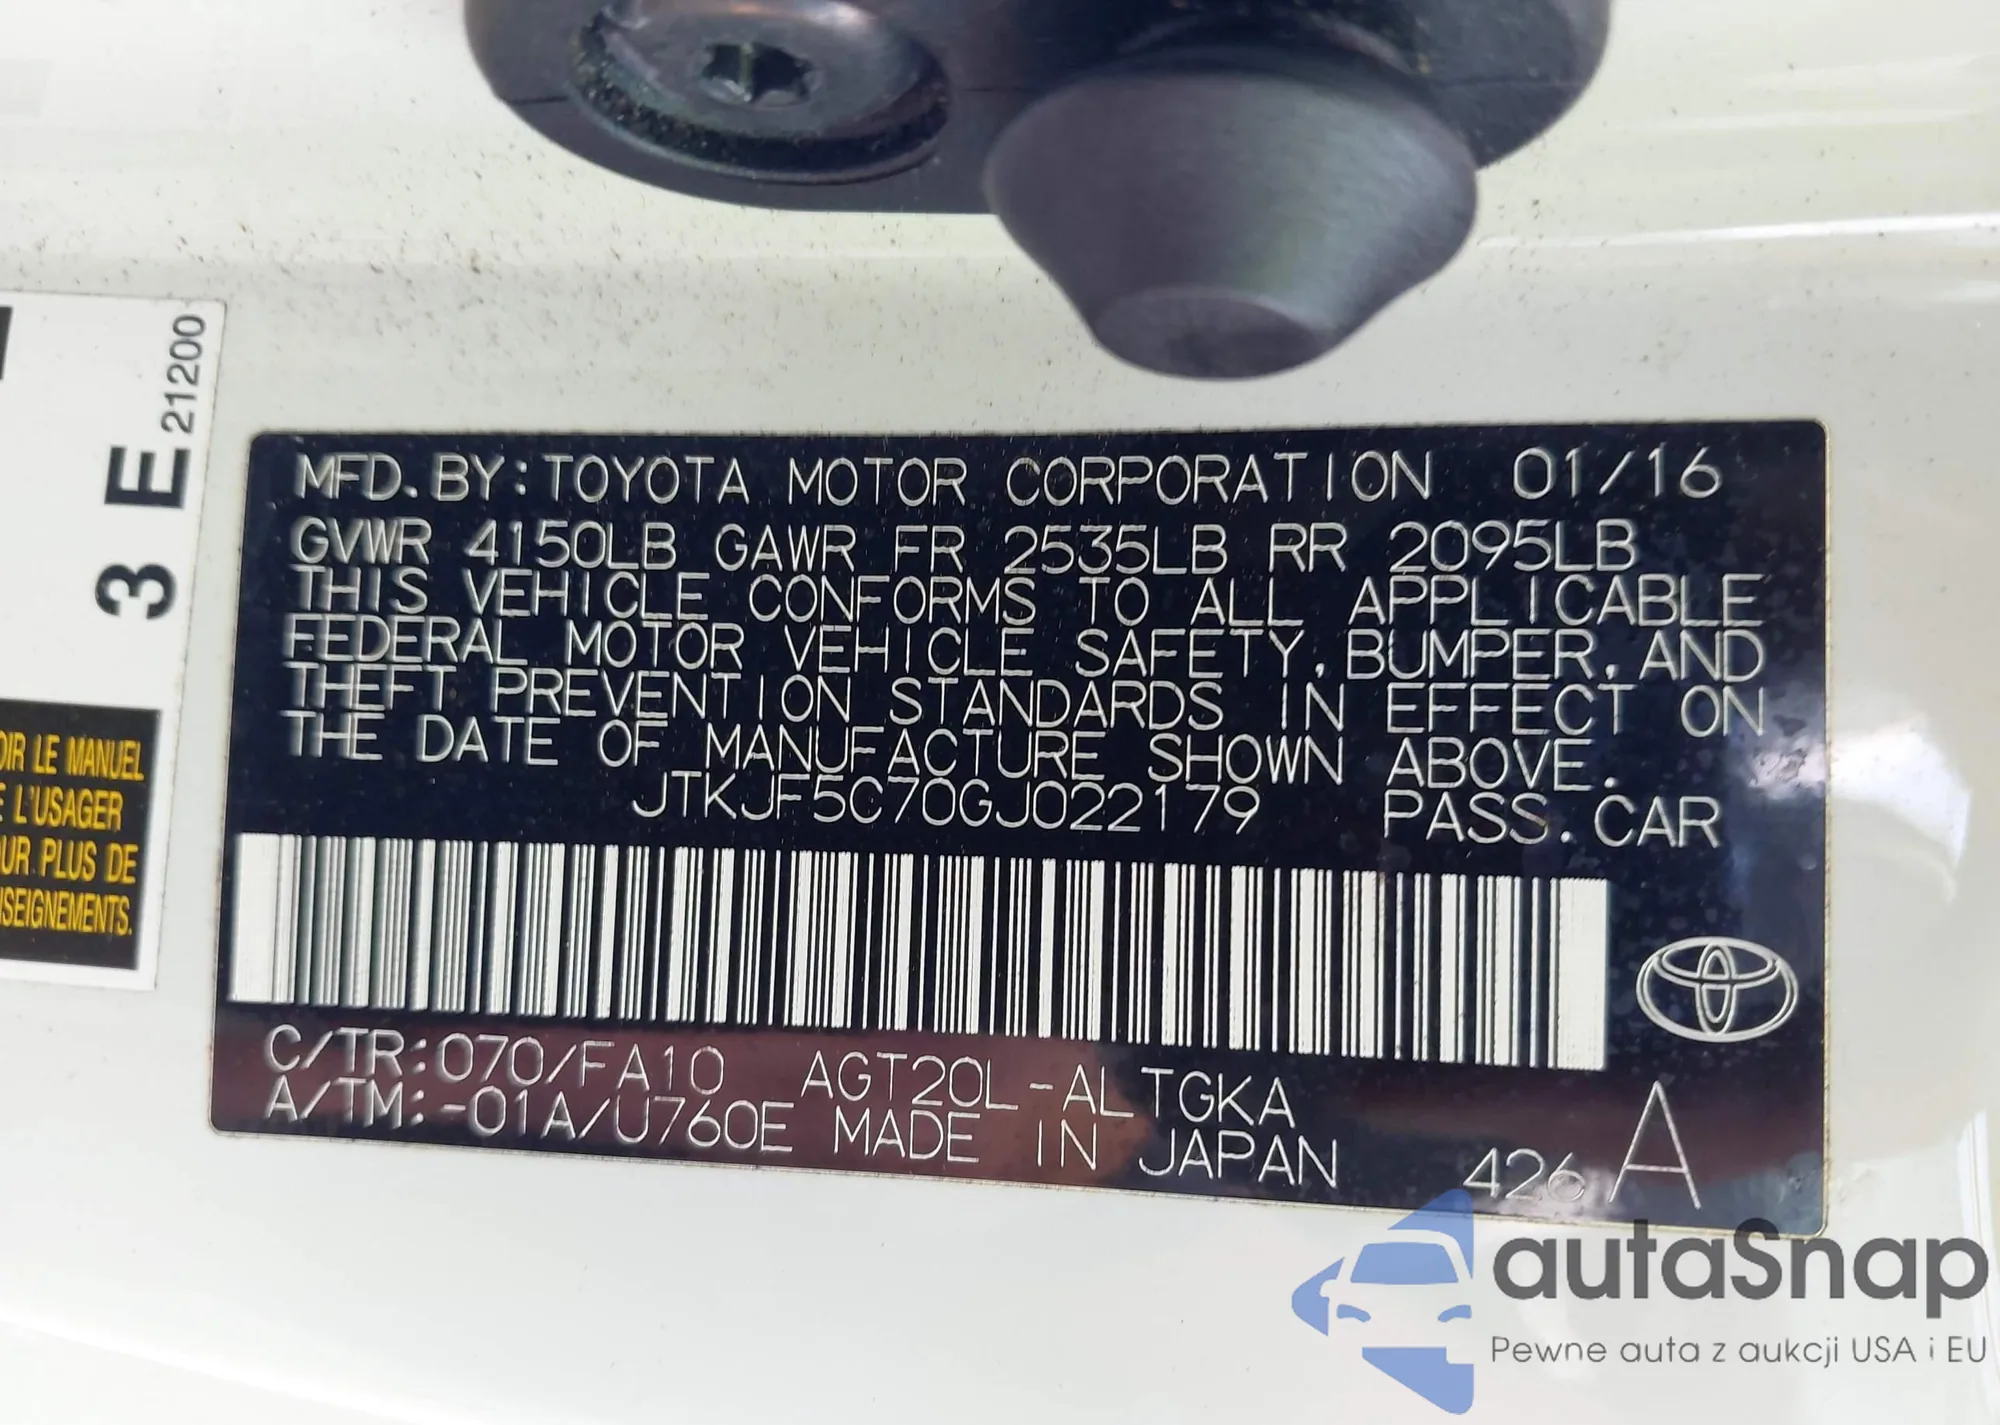 3 E 21200
OIR LE MANUEL
E L'USAGER
UR PLUS DE
SEIGNEMENTS.
MFD. BY: TOYOTA MOTOR CORPORATION 01/16
GVWR 4150LB GAWR FR 2535LB RR 2095LB
THIS VEHICLE CONFORMS TO ALL APPLICABLE
FEDERAL MOTOR VEHICLE SAFETY, BUMPER, AND
THEFT PREVENTION STANDARDS IN EFFECT ON
THE DATE OF MANUFACTURE SHOWN ABOVE.
JTKJF5C70GJ022179 PASS. CAR
C/TR: 070/FA10 AGT20L-ALTGKA
A/TM: -01A/U760E MADE IN JAPAN 426 A
autaSnap
Pewne auta z aukcji USA i EU